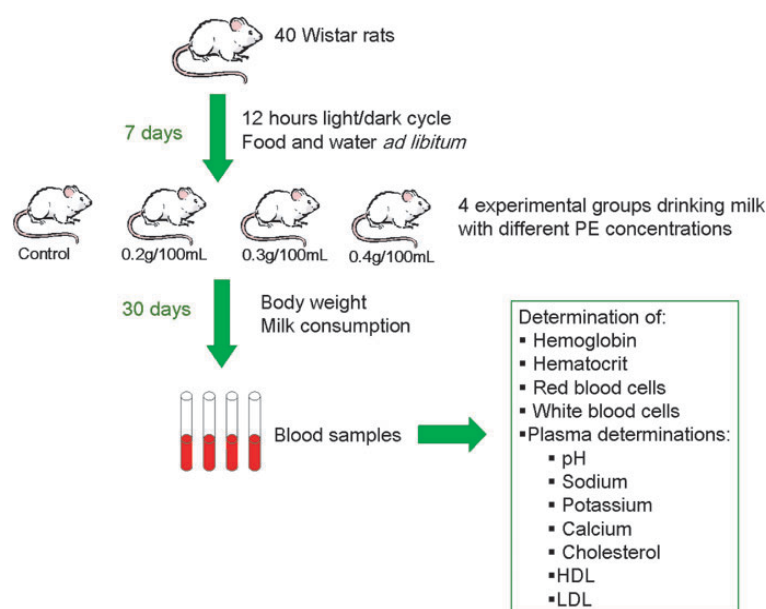 40 Wistar rats
7 days
12 hours light/dark cycle
Food and water ad libitum
Control
0.2g/100mL
0.3g/100mL
0.4g/100mL
4 experimental groups drinking milk
with different PE concentrations
30 days
Body weight
Milk consumption
Blood samples
Determination of:
▪ Hemoglobin
▪ Hematocrit
▪ Red blood cells
▪ White blood cells
▪Plasma determinations:
▪ pH
▪ Sodium
▪ Potassium
▪ Calcium
▪ Cholesterol
▪HDL
▪LDL